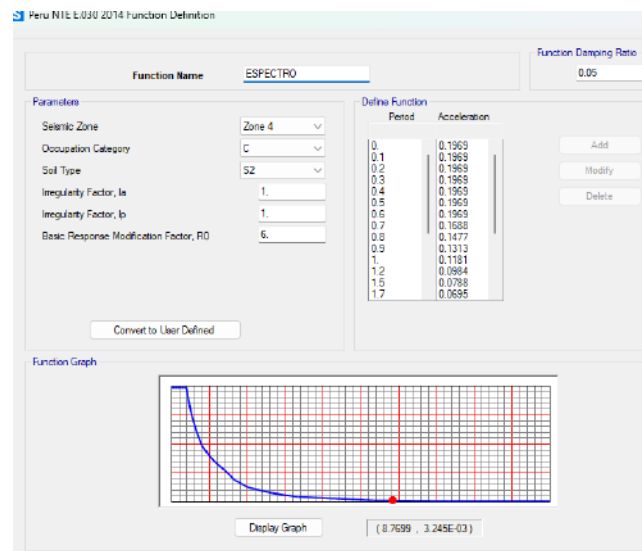 Peru NTE E.030 2014 Function Definition
Function Damping Ratio
Function Name ESPECTRO 0.05
Parameters
Seismic Zone Zone 4
Occupation Category C
Soil Type S2
Irregularity Factor, Ia 1.
Irregularity Factor, Ip 1.
Basic Response Modification Factor, R0 6.
Convert to User Defined
Define Function
Period Acceleration
0. 0.1969
0.1 0.1969
0.2 0.1969
0.3 0.1969
0.4 0.1969
0.5 0.1969
0.6 0.1969
0.7 0.1688
0.8 0.1477
0.9 0.1313
1. 0.1181
1.2 0.0984
1.5 0.0788
1.7 0.0695
Add
Modify
Delete
Function Graph
Display Graph (8.7699 , 3.245E-03)